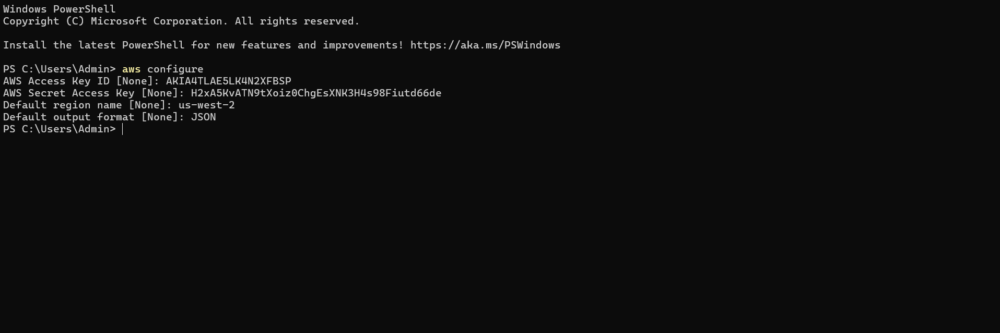 Windows PowerShell
Copyright (C) Microsoft Corporation. All rights reserved.
Install the latest PowerShell for new features and improvements! https://aka.ms/PSWindows
PS C:\Users\Admin> aws configure
AWS Access Key ID [None]: AKIA4TLAE5LK4N2XFBSP
AWS Secret Access Key [None]: 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
Default region name [None]: us-west-2
Default output format [None]: JSON
PS C:\Users\Admin>